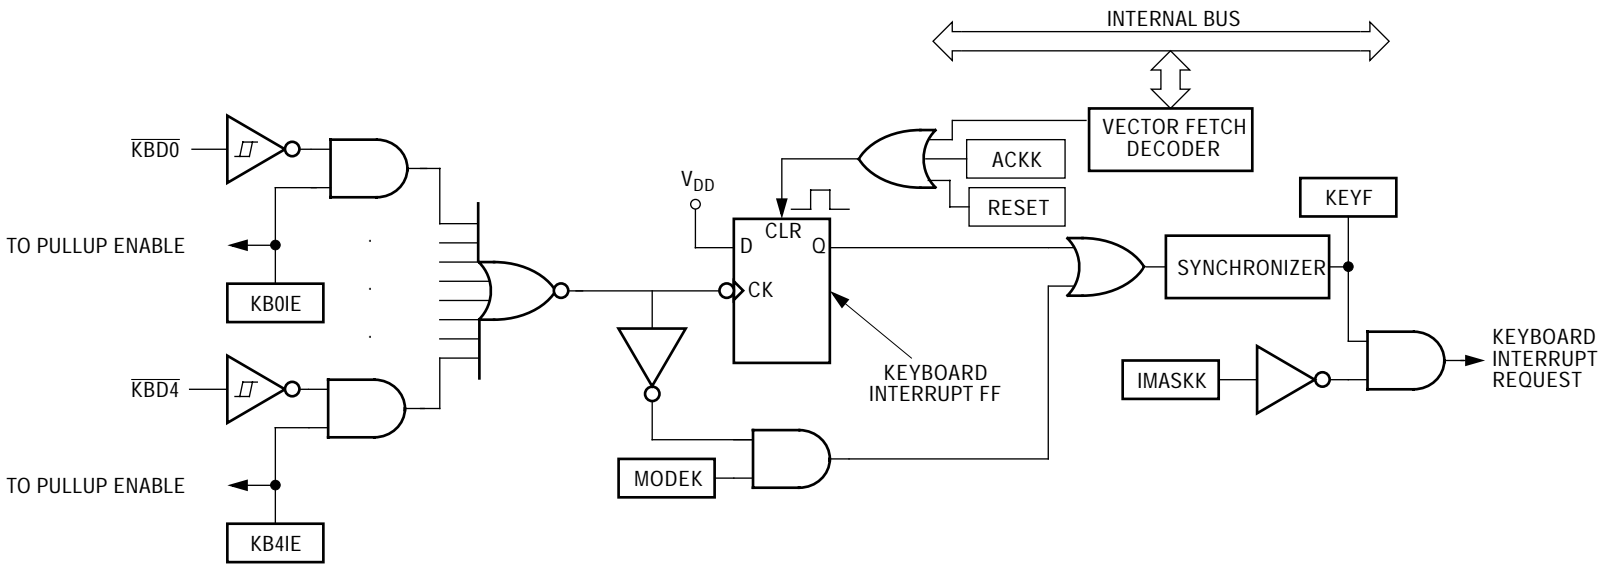 INTERNAL BUS
VECTOR FETCH
DECODER
KBD0
ACKK
VDD
RESET
KEYF
TO PULLUP ENABLE
CLR
D
Q
SYNCHRONIZER
KB0IE
CK
KEYBOARD
INTERRUPT
REQUEST
KEYBOARD
INTERRUPT FF
KBD4
IMASKK
MODEK
TO PULLUP ENABLE
KB4IE